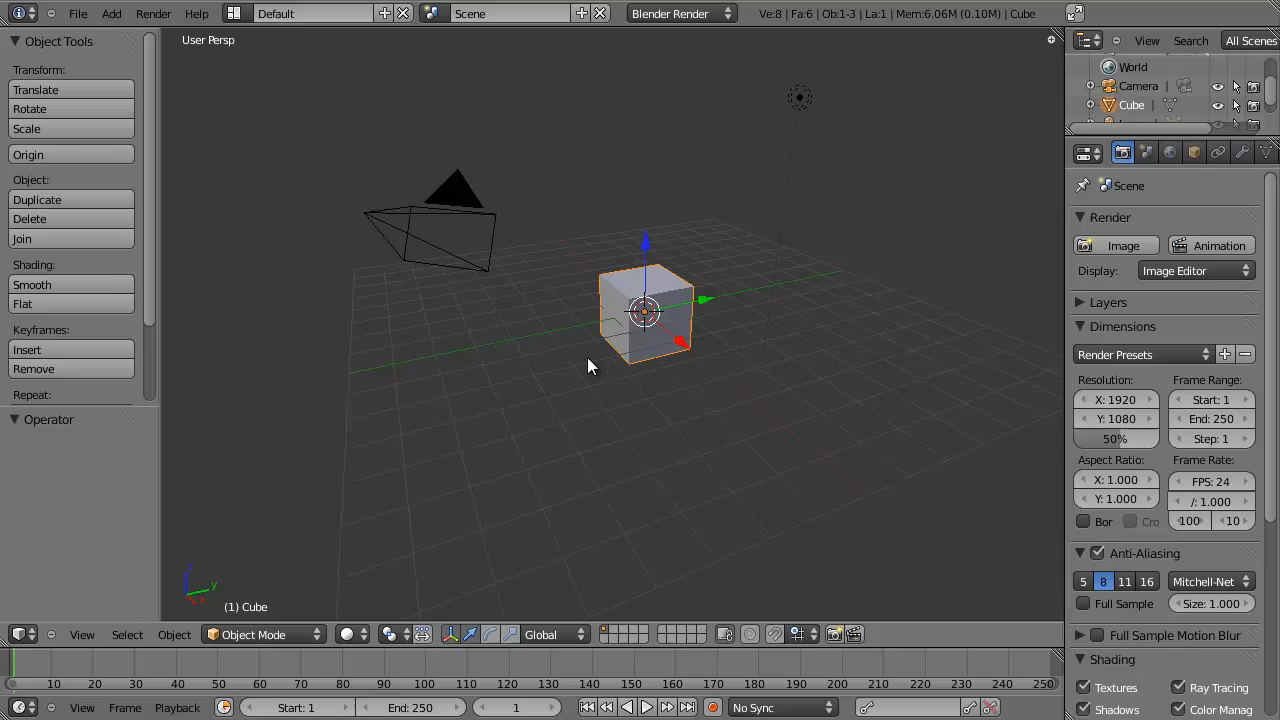 File Add Render Help Default Scene Blender Render Ve:8 | Fa:6 | Ob:1-3 | La:1 | Mem:6.06M (0.10M) | Cube
Object Tools
Transform:
Translate
Rotate
Scale
Origin
Object:
Duplicate
Delete
Join
Shading:
Smooth
Flat
Keyframes:
Insert
Remove
Repeat:
Operator
User Persp
z
y
(1) Cube
View Select Object Object Mode Global
10 20 30 40 50 60 70 80 90 100 110 120 130 140 150 160 170 180 190 200 210 220 230 240 250
View Frame Playback Start: 1 End: 250 1 No Sync
View Search All Scenes
World
Camera
Cube
Scene
Render
Image Animation
Display: Image Editor
Layers
Dimensions
Render Presets
Resolution: Frame Range:
X: 1920 Start: 1
Y: 1080 End: 250
50% Step: 1
Aspect Ratio: Frame Rate:
X: 1.000 FPS: 24
Y: 1.000 /: 1.000
Bor Cro 100 10
Anti-Aliasing
5 8 11 16 Mitchell-Net
Full Sample Size: 1.000
Full Sample Motion Blur
Shading
Textures Ray Tracing
Shadows Color Manag